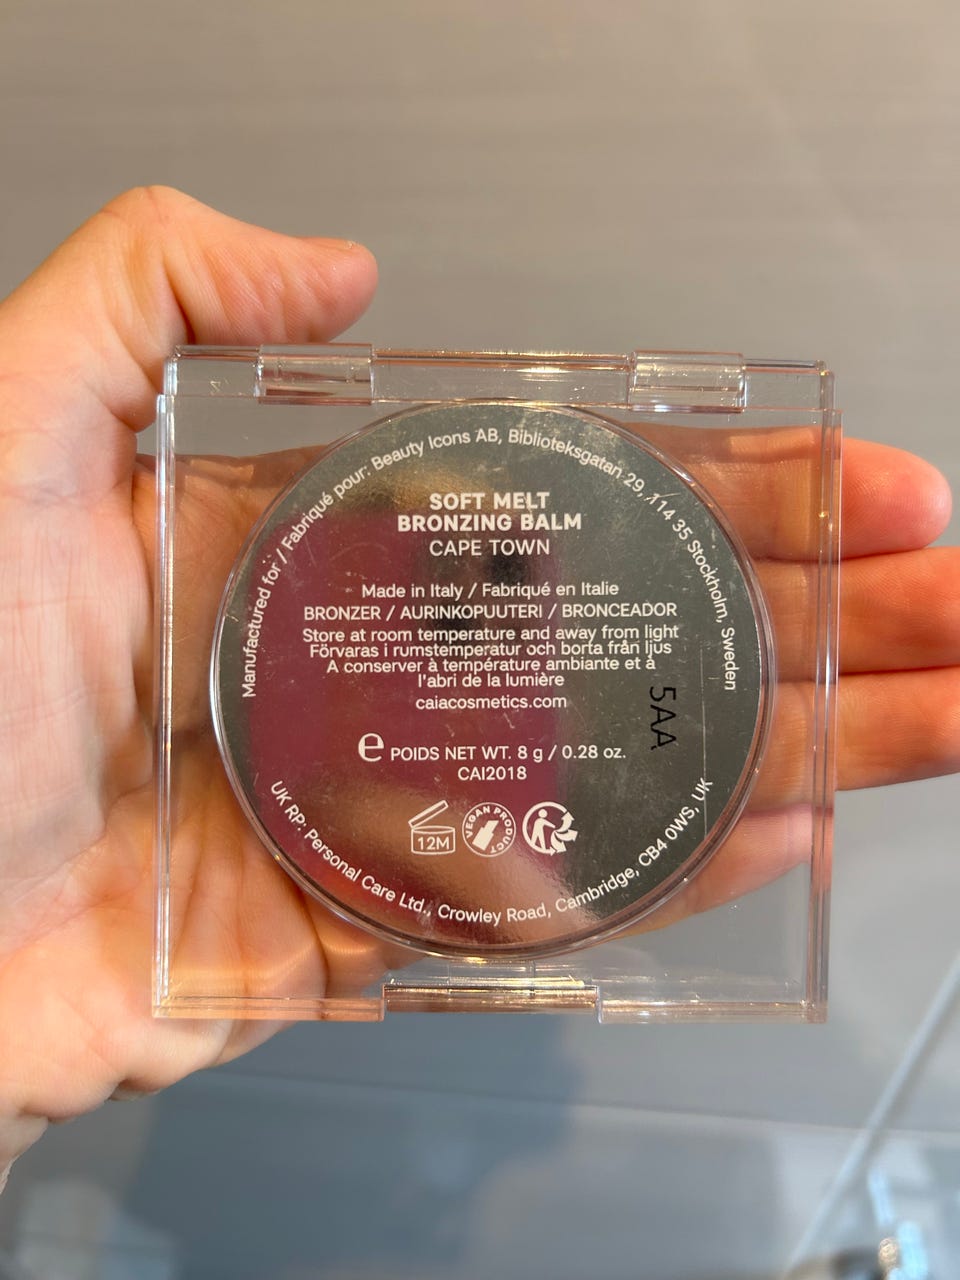 Manufactured for / Fabriqué pour: Beauty Icons AB, Biblioteksgatan 29, 114 35 Stockholm, Sweden
SOFT MELT
BRONZING BALM
CAPE TOWN
Made in Italy / Fabriqué en Italie
BRONZER / AURINKOPUUTERI / BRONCEADOR
Store at room temperature and away from light
Förvaras i rumstemperatur och borta från ljus
A conserver à température ambiante et à
l'abri de la lumière
caiacosmetics.com
5AA
e POIDS NET WT. 8 g / 0.28 oz.
CAI2018
12M
VEGAN PRODUCT
UK RP: Personal Care Ltd., Crowley Road, Cambridge, CB4 0WS, UK